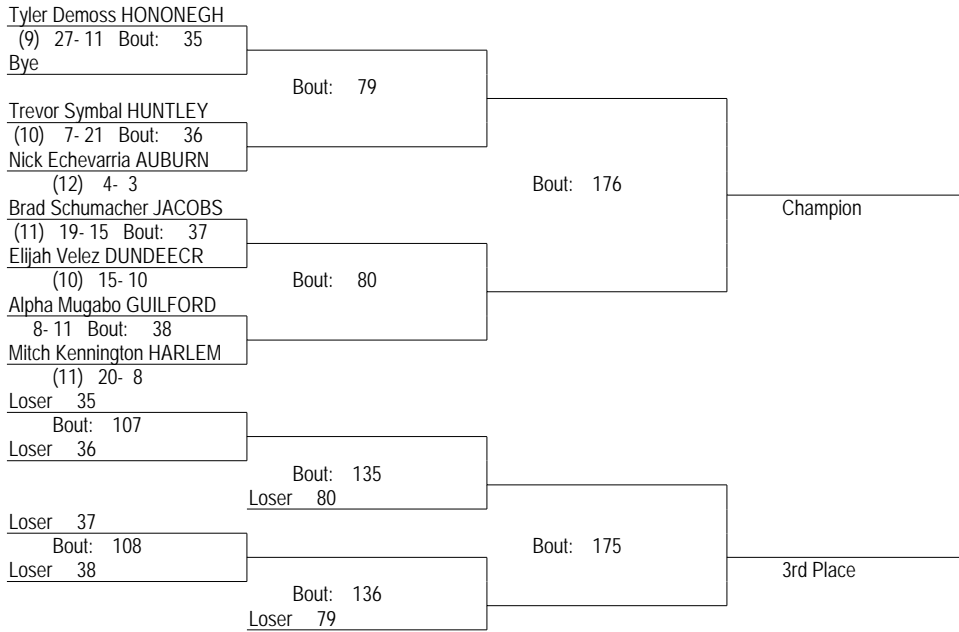 Tyler Demoss HONONEGH
(9) 27- 11 Bout: 35
Bye
Bout: 79
Trevor Symbal HUNTLEY
(10) 7- 21 Bout: 36
Nick Echevarria AUBURN
(12) 4- 3
Bout: 176
Brad Schumacher JACOBS
Champion
(11) 19- 15 Bout: 37
Elijah Velez DUNDEECR
(10) 15- 10
Bout: 80
Alpha Mugabo GUILFORD
8- 11 Bout: 38
Mitch Kennington HARLEM
(11) 20- 8
Loser 35
Bout: 107
Loser 36
Bout: 135
Loser 80
Loser 37
Bout: 108
Bout: 175
Loser 38
3rd Place
Bout: 136
Loser 79